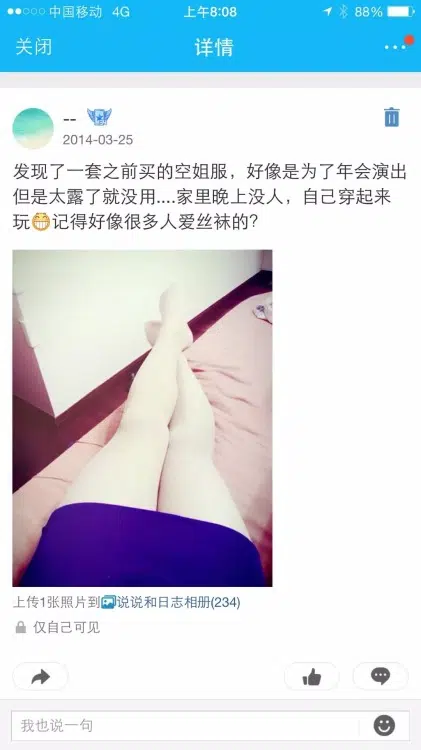 中国移动 4G 上午8:08 88%
关闭 详情
--
2014-03-25
发现了一套之前买的空姐服，好像是为了年会演出
但是太露了就没用....家里晚上没人，自己穿起来
玩😁记得好像很多人爱丝袜的?
上传1张照片到说说和日志相册(234)
仅自己可见
我也说一句